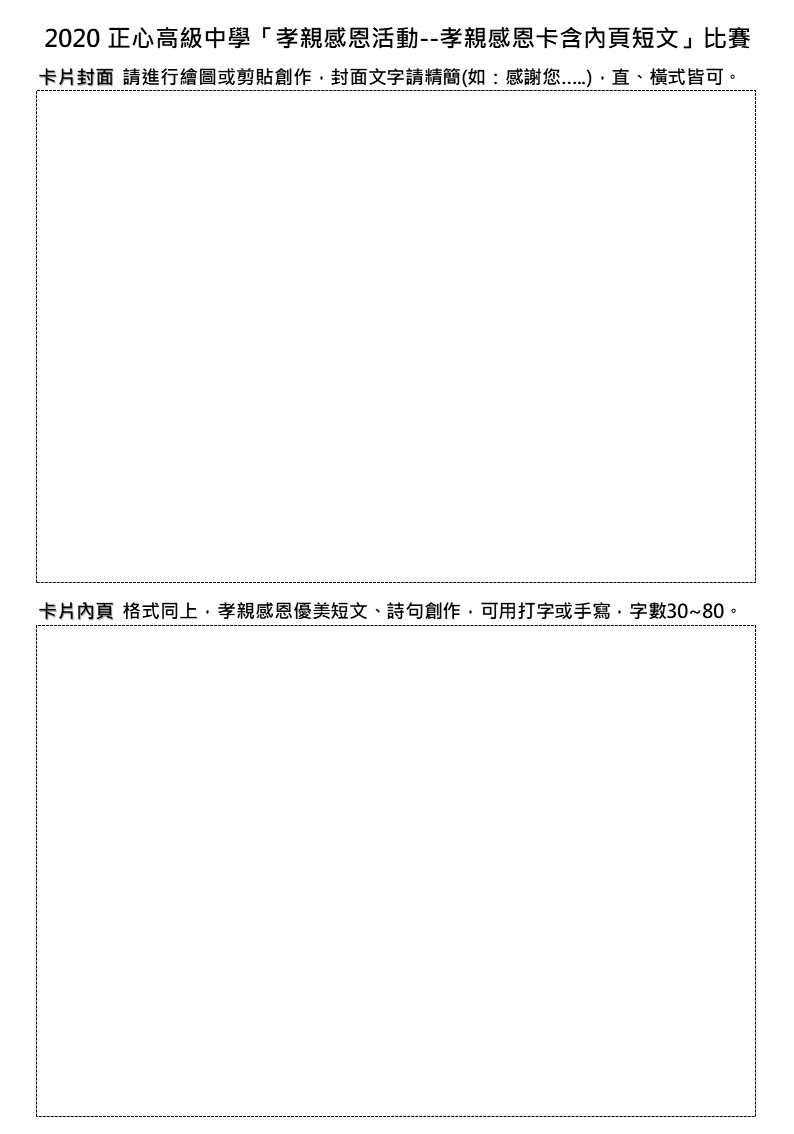 2020 正心高級中學「孝親感恩活動--孝親感恩卡含內頁短文」比賽
卡片封面 請進行繪圖或剪貼創作，封面文字請精簡(如：感謝您.....)，直、橫式皆可。
卡片內頁 格式同上，孝親感恩優美短文、詩句創作，可用打字或手寫，字數30~80。